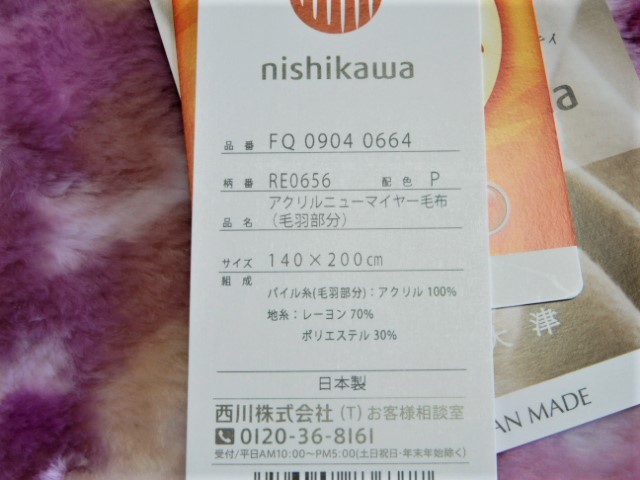 nishikawa
品番 FQ 0904 0664
柄番 RE0656 配色 P
品名 アクリルニューマイヤー毛布
(毛羽部分)
サイズ 140×200cm
組成
パイル糸(毛羽部分):アクリル 100%
地糸:レーヨン 70%
ポリエステル 30%
日本製
西川株式会社(T)お客様相談室
0120-36-8161
受付/平日AM10:00〜PM5:00(土日祝日・年末年始除く)
ティ
a
大津
AN MADE